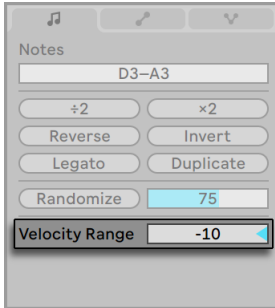 Notes
D3–A3
÷2 ×2
Reverse Invert
Legato Duplicate
Randomize 75
Velocity Range -10